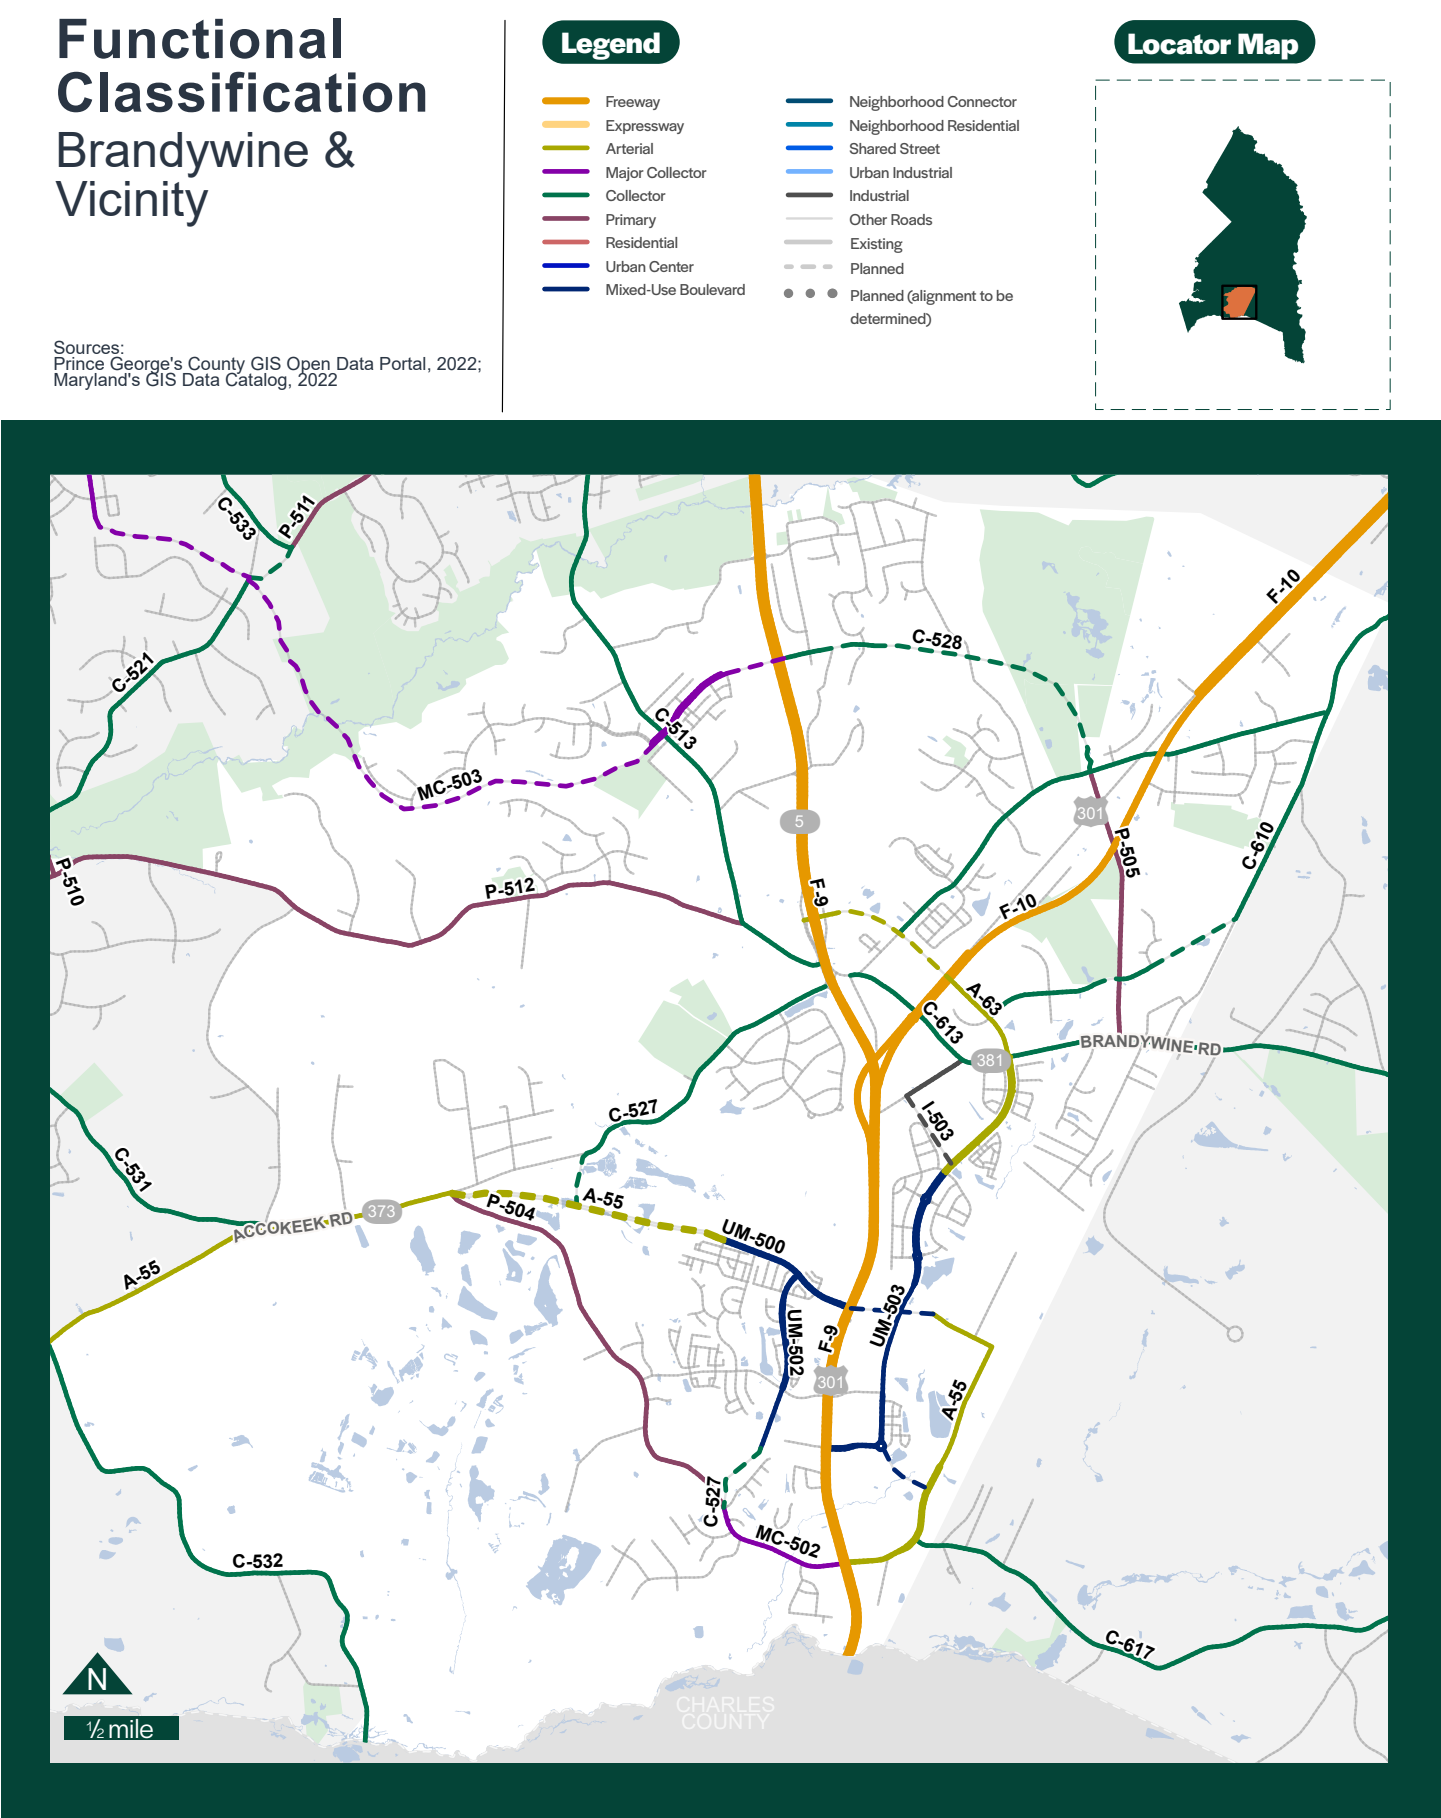 Functional
Classification
Brandywine &
Vicinity
Sources:
Prince George's County GIS Open Data Portal, 2022;
Maryland's GIS Data Catalog, 2022
Legend
Freeway
Expressway
Arterial
Major Collector
Collector
Primary
Residential
Urban Center
Mixed-Use Boulevard
Neighborhood Connector
Neighborhood Residential
Shared Street
Urban Industrial
Industrial
Other Roads
Existing
Planned
Planned (alignment to be
determined)
Locator Map
C-533
P-511
F-10
C-528
C-521
C-513
MC-503
5
301
P-505
C-610
P-510
P-512
F-9
F-10
A-63
C-613
BRANDYWINE RD
381
C-527
I-503
C-531
A-55
373
ACCOKEEK RD
P-504
UM-500
A-55
UM-503
UM-502
F-9
301
A-55
C-527
MC-502
C-532
C-617
N
½ mile
CHARLES
COUNTY